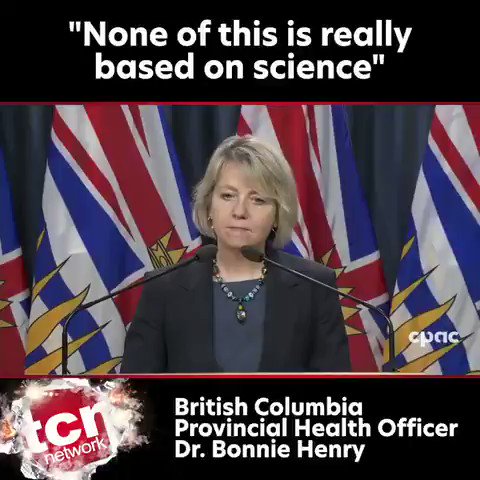 "None of this is really
based on science"
cpac
tcn
network
British Columbia
Provincial Health Officer
Dr. Bonnie Henry